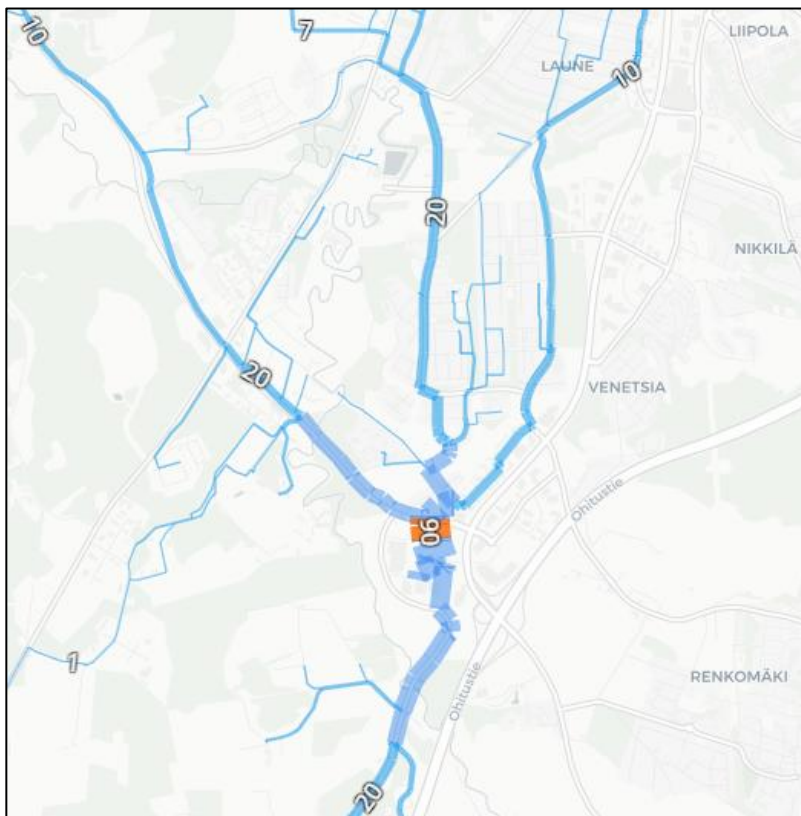 10
7
LIIPOLA
LAUNE
10
20
NIKKILÄ
20
VENETSIA
Ohitustie
90
1
Ohitustie
RENKOMÄKI
20